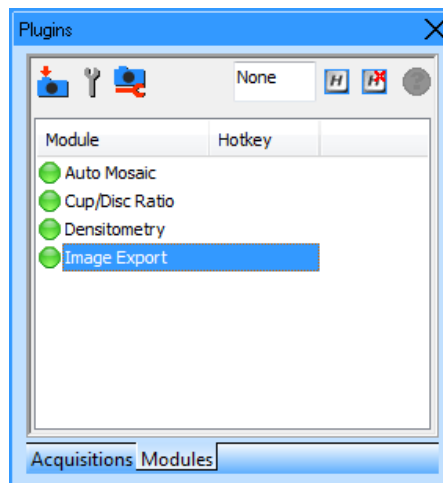 Plugins
None H H
Module Hotkey
Auto Mosaic
Cup/Disc Ratio
Densitometry
Image Export
Acquisitions Modules